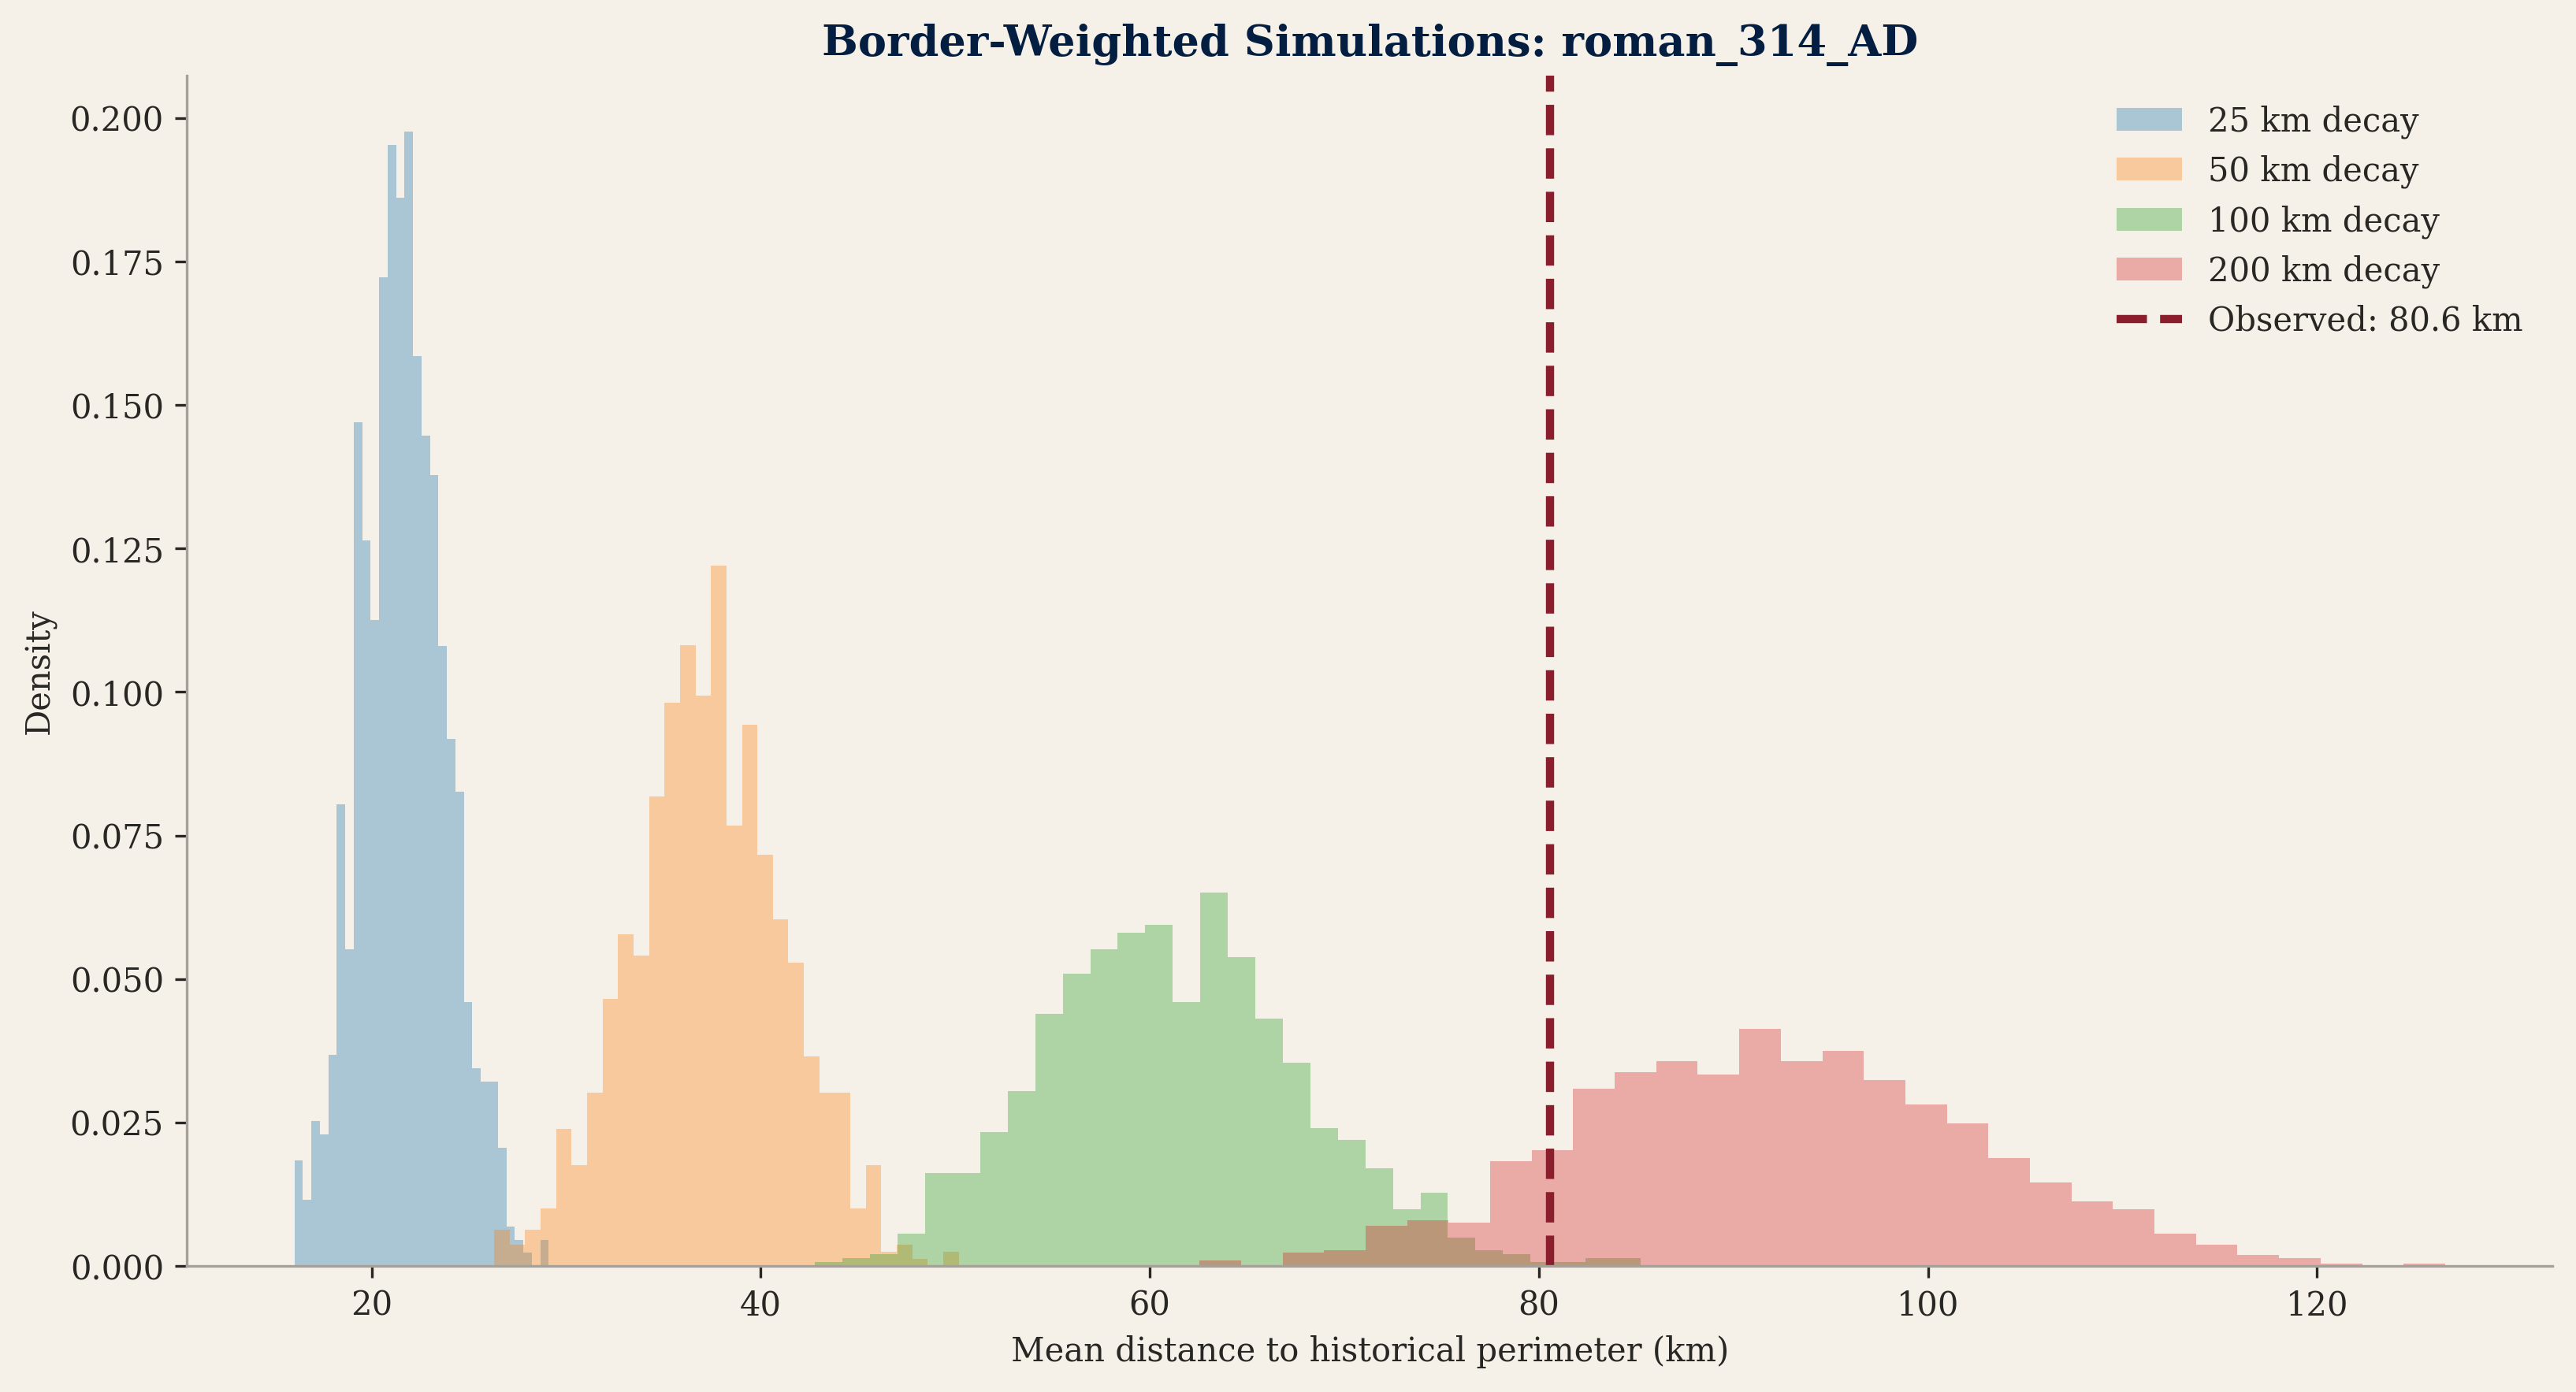 Border-Weighted Simulations: roman_314_AD
25 km decay
50 km decay
100 km decay
200 km decay
Observed: 80.6 km
Density
0.200
0.175
0.150
0.125
0.100
0.075
0.050
0.025
0.000
20 40 60 80 100 120
Mean distance to historical perimeter (km)